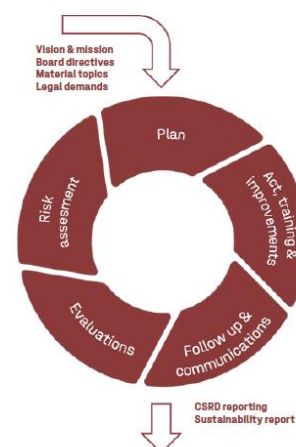 Vision & mission
Board directives
Material topics
Legal demands
Plan
Act, training &
improvements
Follow up &
communications
Evaluations
Risk
assesment
CSRD reporting
Sustainability report